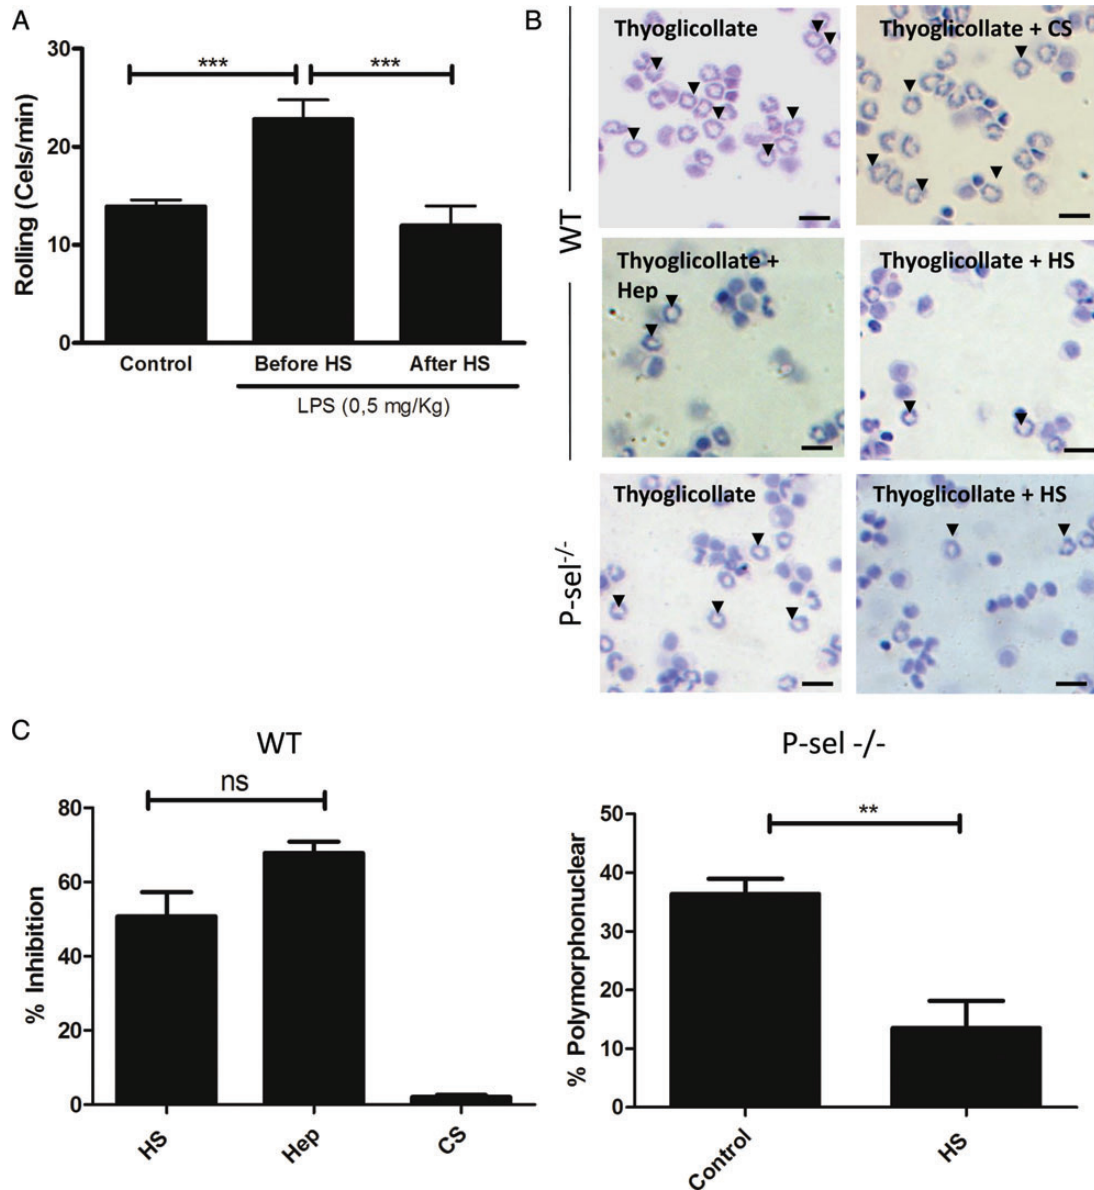 A
30
20
10
0
Rolling (Cels/min)
***
***
Control
Before HS
After HS
LPS (0,5 mg/Kg)
B
WT
Thyoglicollate
Thyoglicollate + CS
Thyoglicollate +
Hep
Thyoglicollate + HS
P-sel-/-
Thyoglicollate
Thyoglicollate + HS
C
WT
ns
80
60
40
20
0
% Inhibition
HS
Hep
CS
P-sel -/-
**
50
40
30
20
10
0
% Polymorphonuclear
Control
HS